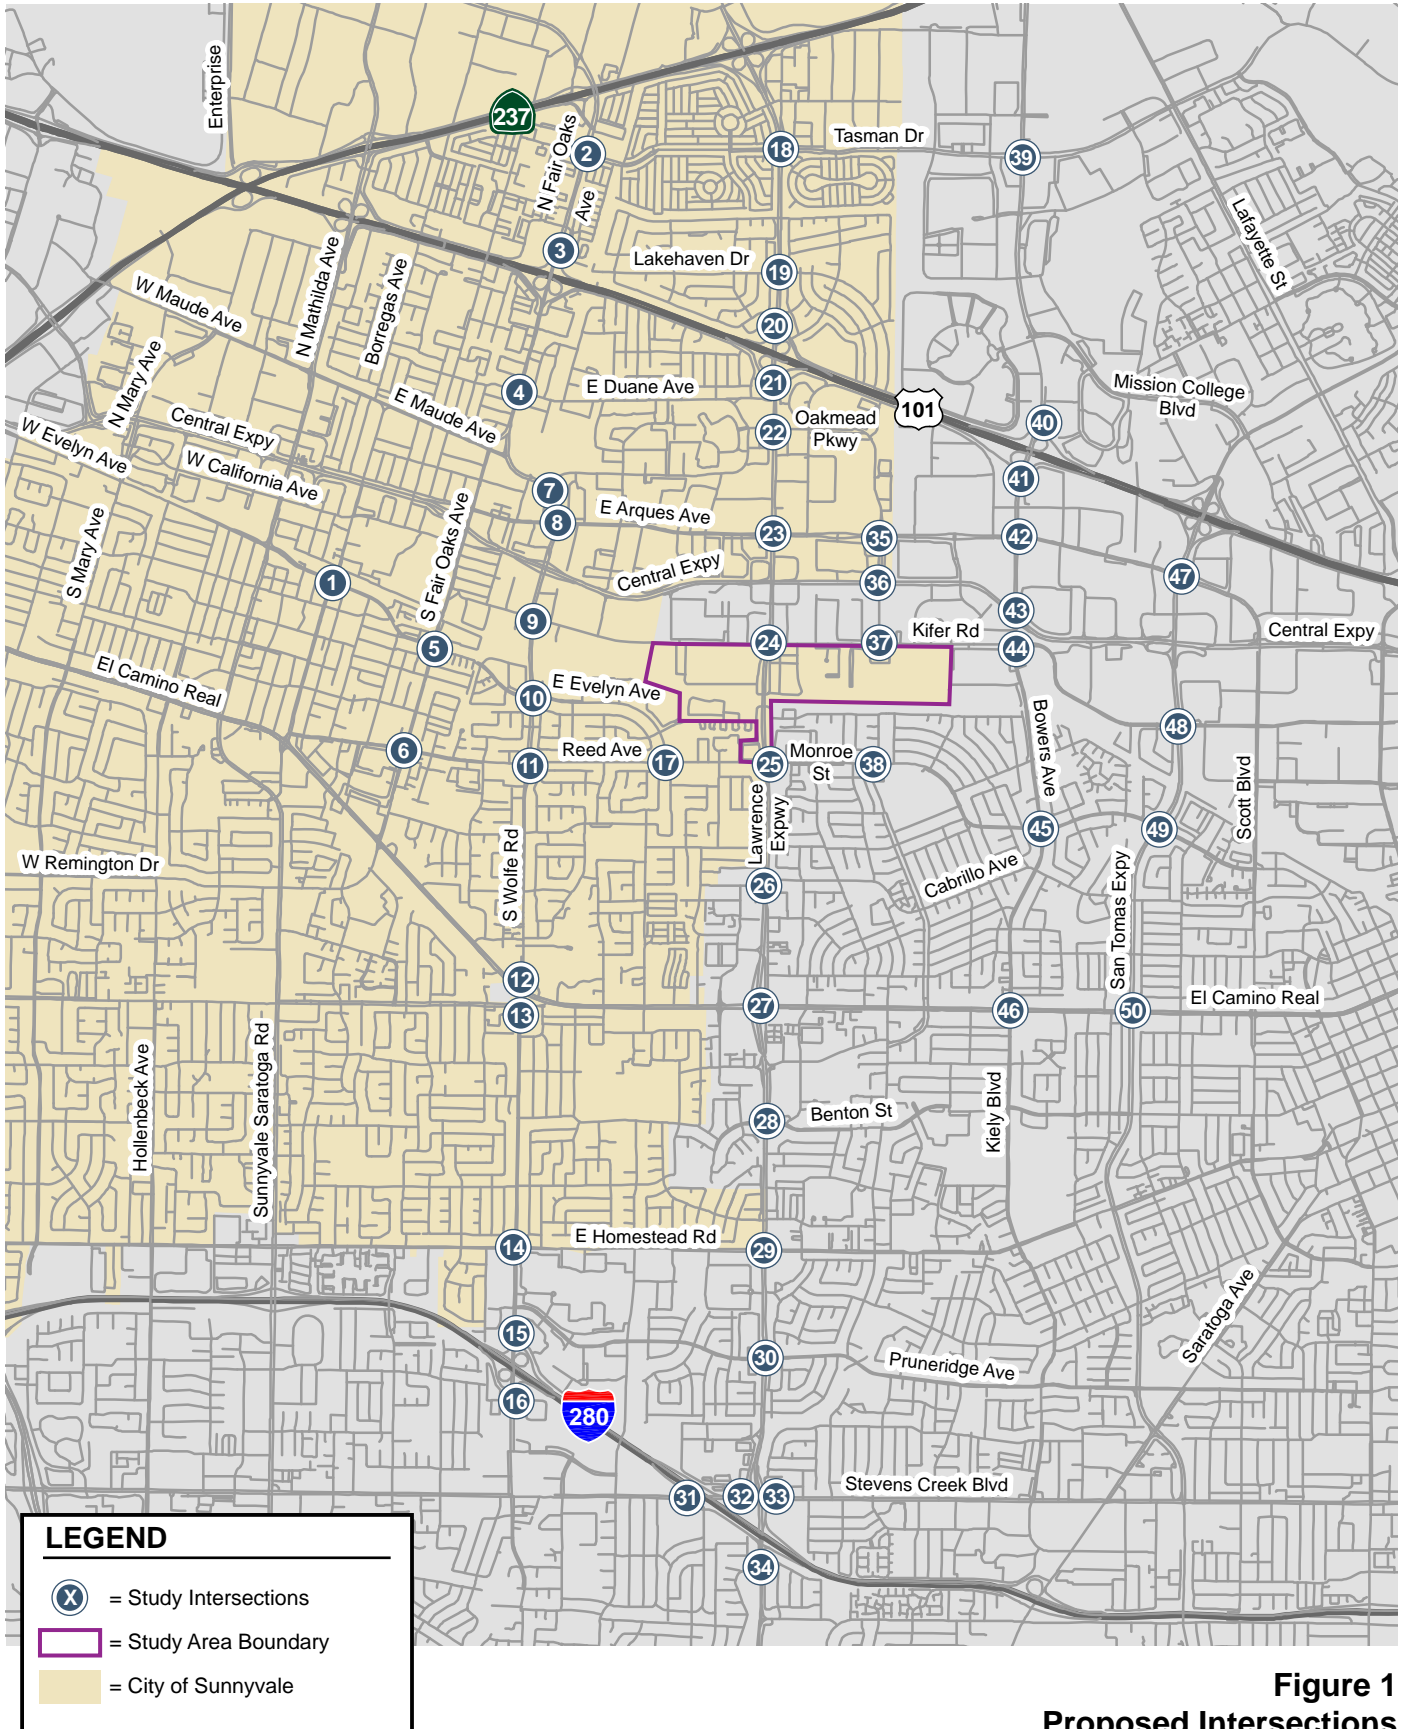 Enterprise
237
N Fair Oaks
Ave
2
18
Tasman Dr
39
Lafayette St
3
Lakehaven Dr
19
N Mathilda Ave
Borregas Ave
W Maude Ave
20
N Mary Ave
4
E Duane Ave
21
Mission College
Blvd
101
E Maude Ave
Central Expy
22
Oakmead
Pkwy
40
W Evelyn Ave
W California Ave
41
7
S Mary Ave
S Fair Oaks Ave
8
E Arques Ave
23
35
42
Central Expy
1
36
47
9
43
Kifer Rd
Central Expy
5
24
37
44
El Camino Real
E Evelyn Ave
10
Bowers Ave
48
6
Reed Ave
11
17
25
Monroe
St
38
Scott Blvd
Lawrence
Expwy
45
49
S Wolfe Rd
W Remington Dr
Cabrillo Ave
26
San Tomas Expy
12
El Camino Real
13
27
46
50
Hollenbeck Ave
Sunnyvale Saratoga Rd
Kiely Blvd
28
Benton St
E Homestead Rd
14
29
Saratoga Ave
15
30
Pruneridge Ave
16
280
Stevens Creek Blvd
31
32
33
34
LEGEND
X = Study Intersections
= Study Area Boundary
= City of Sunnyvale
Figure 1
Proposed Intersections